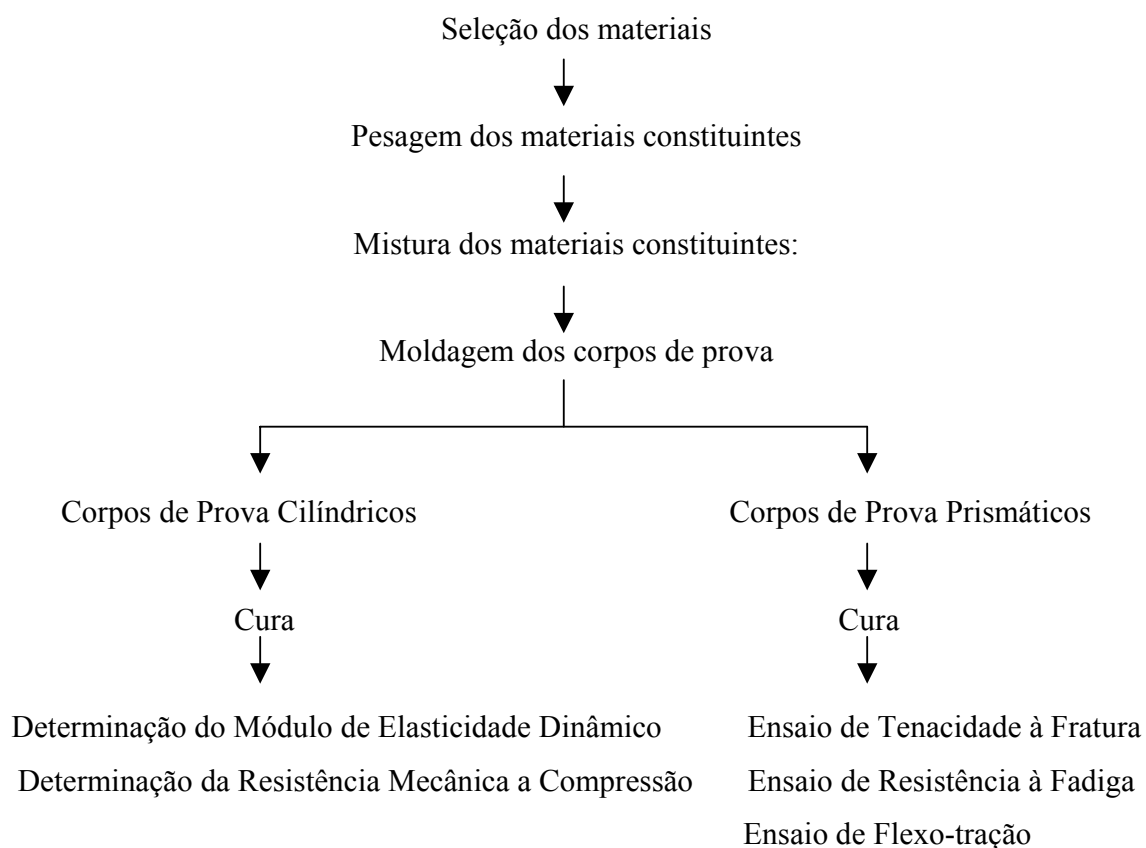 Seleção dos materiais
Pesagem dos materiais constituintes
Mistura dos materiais constituintes:
Moldagem dos corpos de prova
Corpos de Prova Cilíndricos
Cura
Determinação do Módulo de Elasticidade Dinâmico
Determinação da Resistência Mecânica a Compressão
Corpos de Prova Prismáticos
Cura
Ensaio de Tenacidade à Fratura
Ensaio de Resistência à Fadiga
Ensaio de Flexo-tração